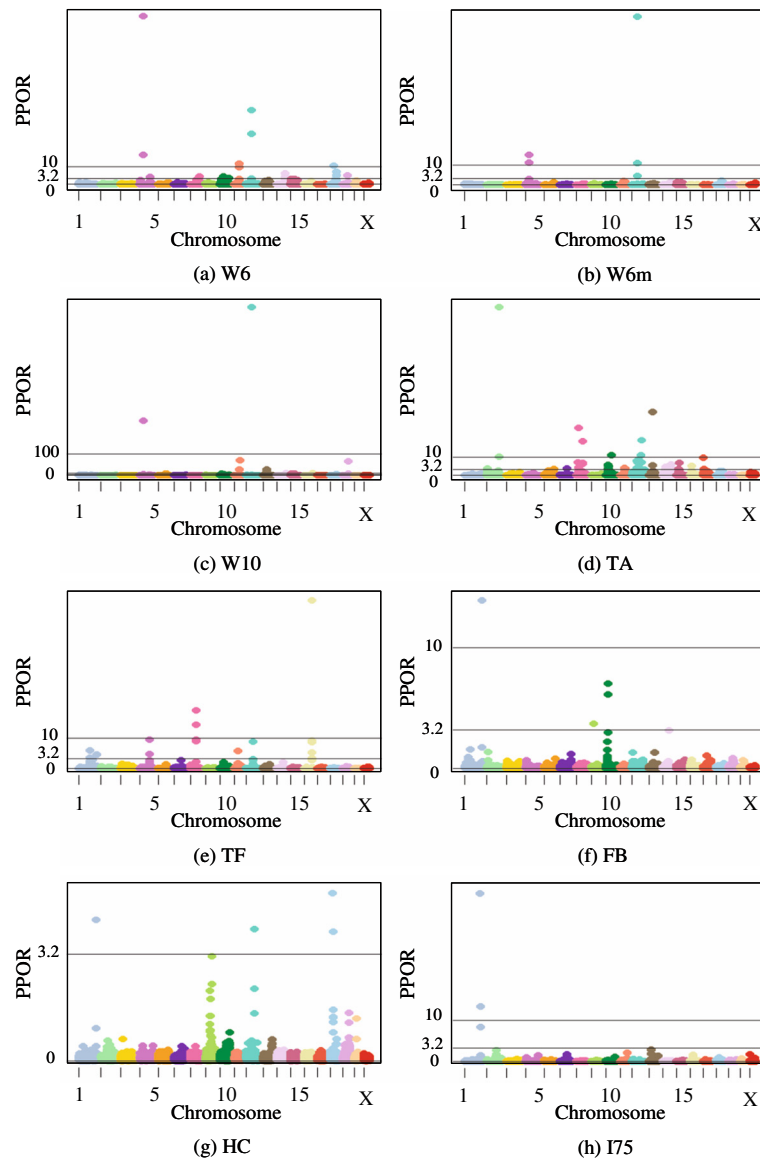 PPOR
10
3.2
0
1 5 10 15 X
Chromosome
(a) W6
PPOR
10
3.2
0
1 5 10 15 X
Chromosome
(b) W6m
PPOR
100
0
1 5 10 15 X
Chromosome
(c) W10
PPOR
10
3.2
0
1 5 10 15 X
Chromosome
(d) TA
PPOR
10
3.2
0
1 5 10 15 X
Chromosome
(e) TF
PPOR
10
3.2
0
1 5 10 15 X
Chromosome
(f) FB
PPOR
3.2
0
1 5 10 15 X
Chromosome
(g) HC
PPOR
10
3.2
0
1 5 10 15 X
Chromosome
(h) I75